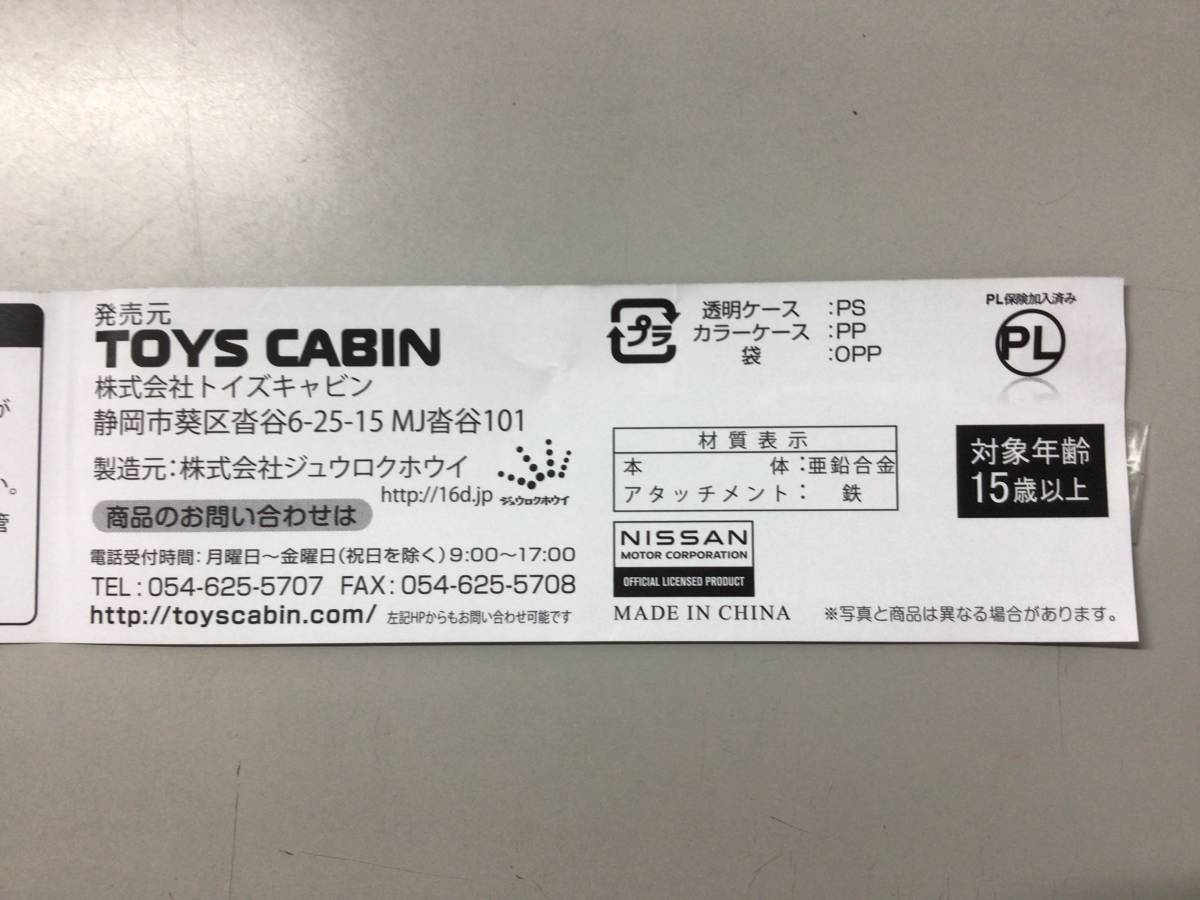 が
い。
管
発売元
TOYS CABIN
株式会社トイズキャビン
静岡市葵区沓谷6-25-15 MJ沓谷101
製造元：株式会社ジュウロクホウイ
http://16d.jp
ジュウロクホウイ
商品のお問い合わせは
電話受付時間：月曜日～金曜日（祝日を除く）9:00～17:00
TEL：054-625-5707 FAX：054-625-5708
http://toyscabin.com/ 左記HPからもお問い合わせ可能です
プラ
透明ケース :PS
カラーケース :PP
袋 :OPP
PL保険加入済み
PL
材質表示
本体：亜鉛合金
アタッチメント：鉄
対象年齢
15歳以上
NISSAN
MOTOR CORPORATION
OFFICIAL LICENSED PRODUCT
MADE IN CHINA
※写真と商品は異なる場合があります。